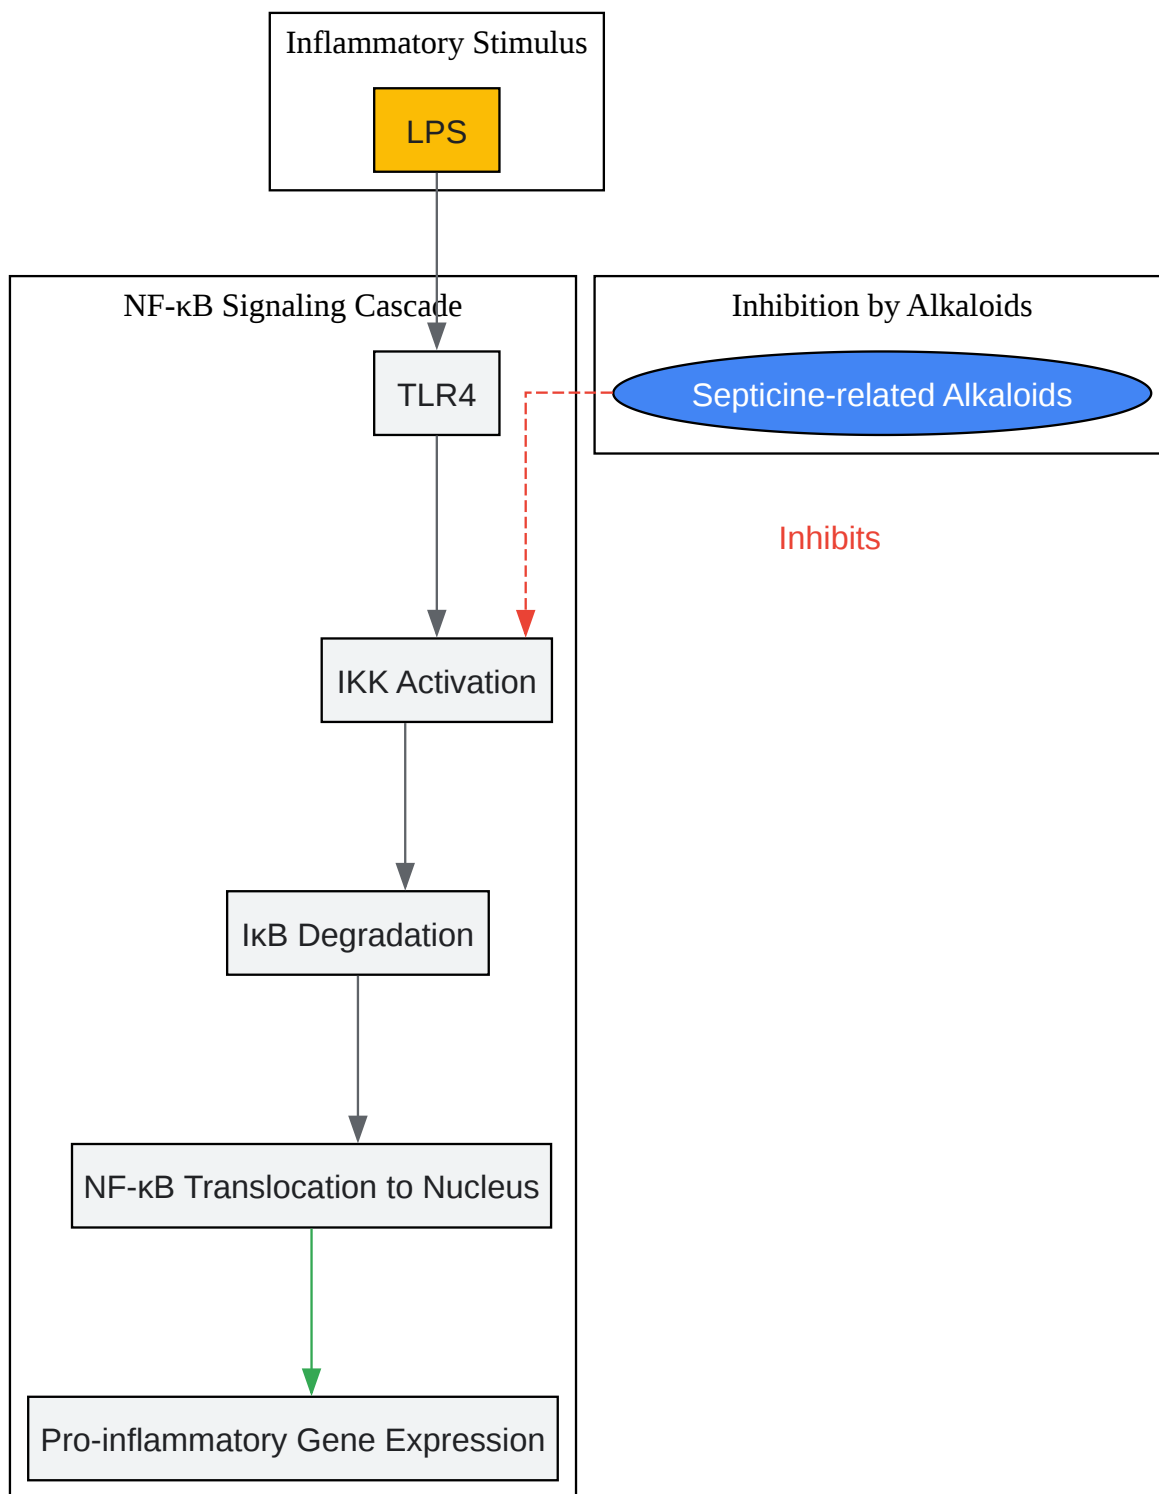 Inflammatory Stimulus
LPS
NF-κB Signaling Cascade
Inhibition by Alkaloids
TLR4
Septicine-related Alkaloids
Inhibits
IKK Activation
IκB Degradation
NF-κB Translocation to Nucleus
Pro-inflammatory Gene Expression